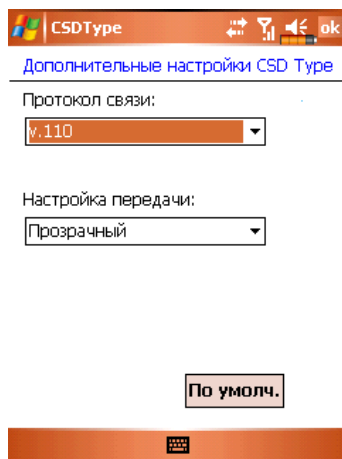 CSDType
ok
Дополнительные настройки CSD Type
Протокол связи:
v.110
Настройка передачи:
Прозрачный
По умолч.